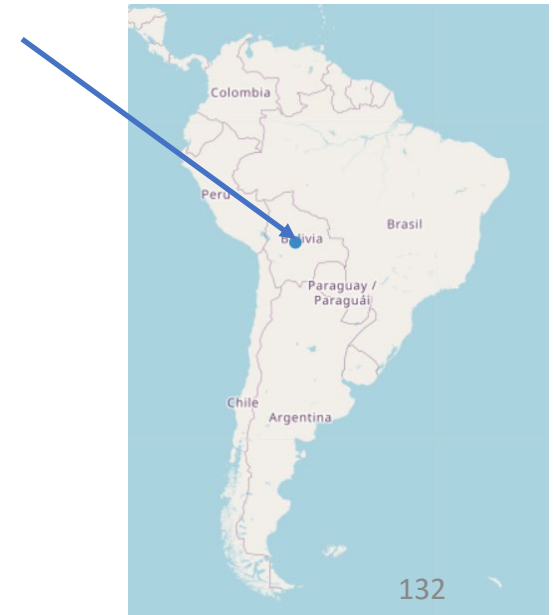 Colombia
Peru
Brasil
Bolivia
Paraguay /
Paraguái
Chile
Argentina
132